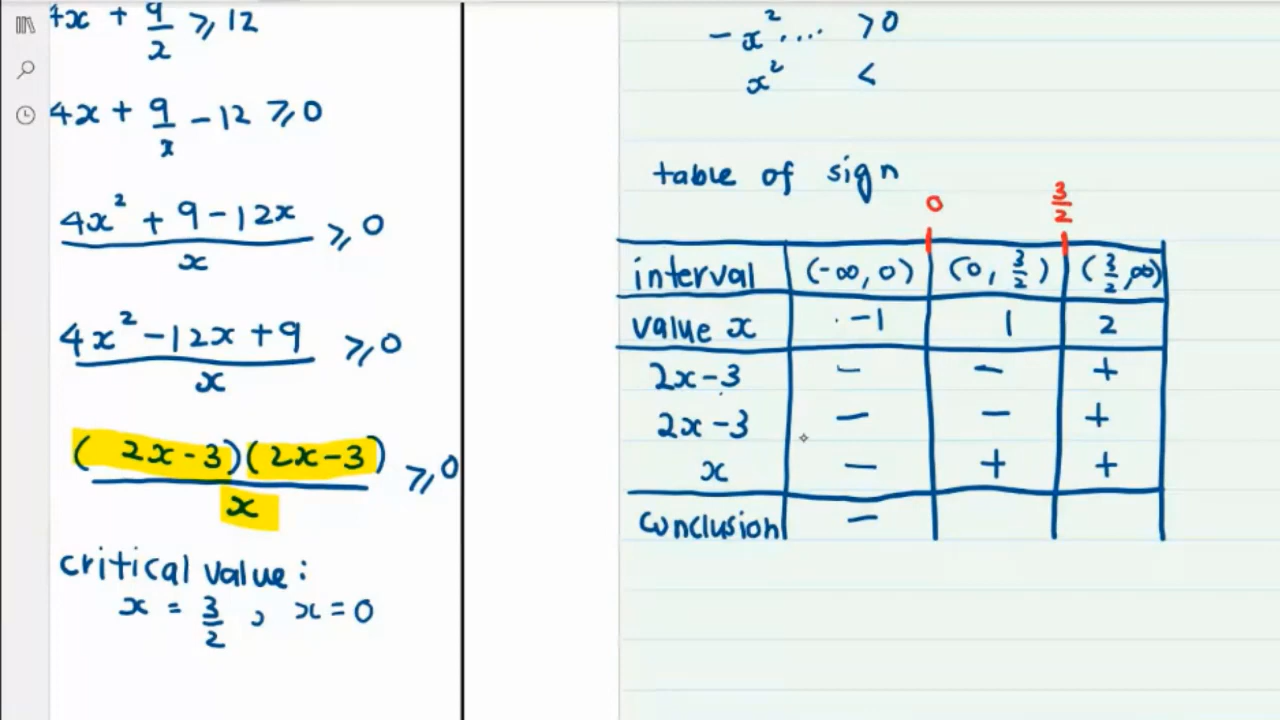 4x + 9/2 ≥ 12
4x + 9/x - 12 ≥ 0
4x² + 9 - 12x / x ≥ 0
4x² - 12x + 9 / x ≥ 0
(2x - 3)(2x - 3) / x ≥ 0
critical value:
x = 3/2 , x = 0
-x² .... > 0
x² <
table of sign
0 3/2
interval (-∞, 0) (0, 3/2) (3/2, ∞)
value x -1 1 2
2x - 3 - - +
2x - 3 - - +
x - + +
conclusion -